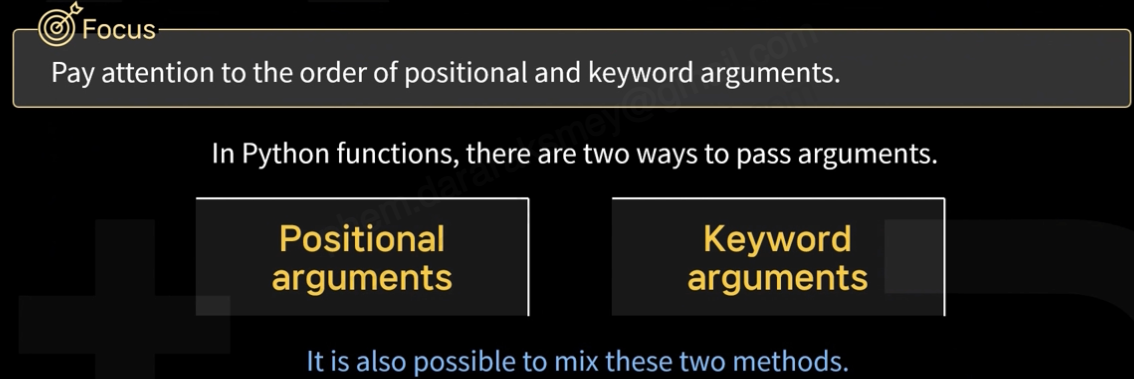 Focus
Pay attention to the order of positional and keyword arguments.
In Python functions, there are two ways to pass arguments.
Positional
arguments
Keyword
arguments
It is also possible to mix these two methods.